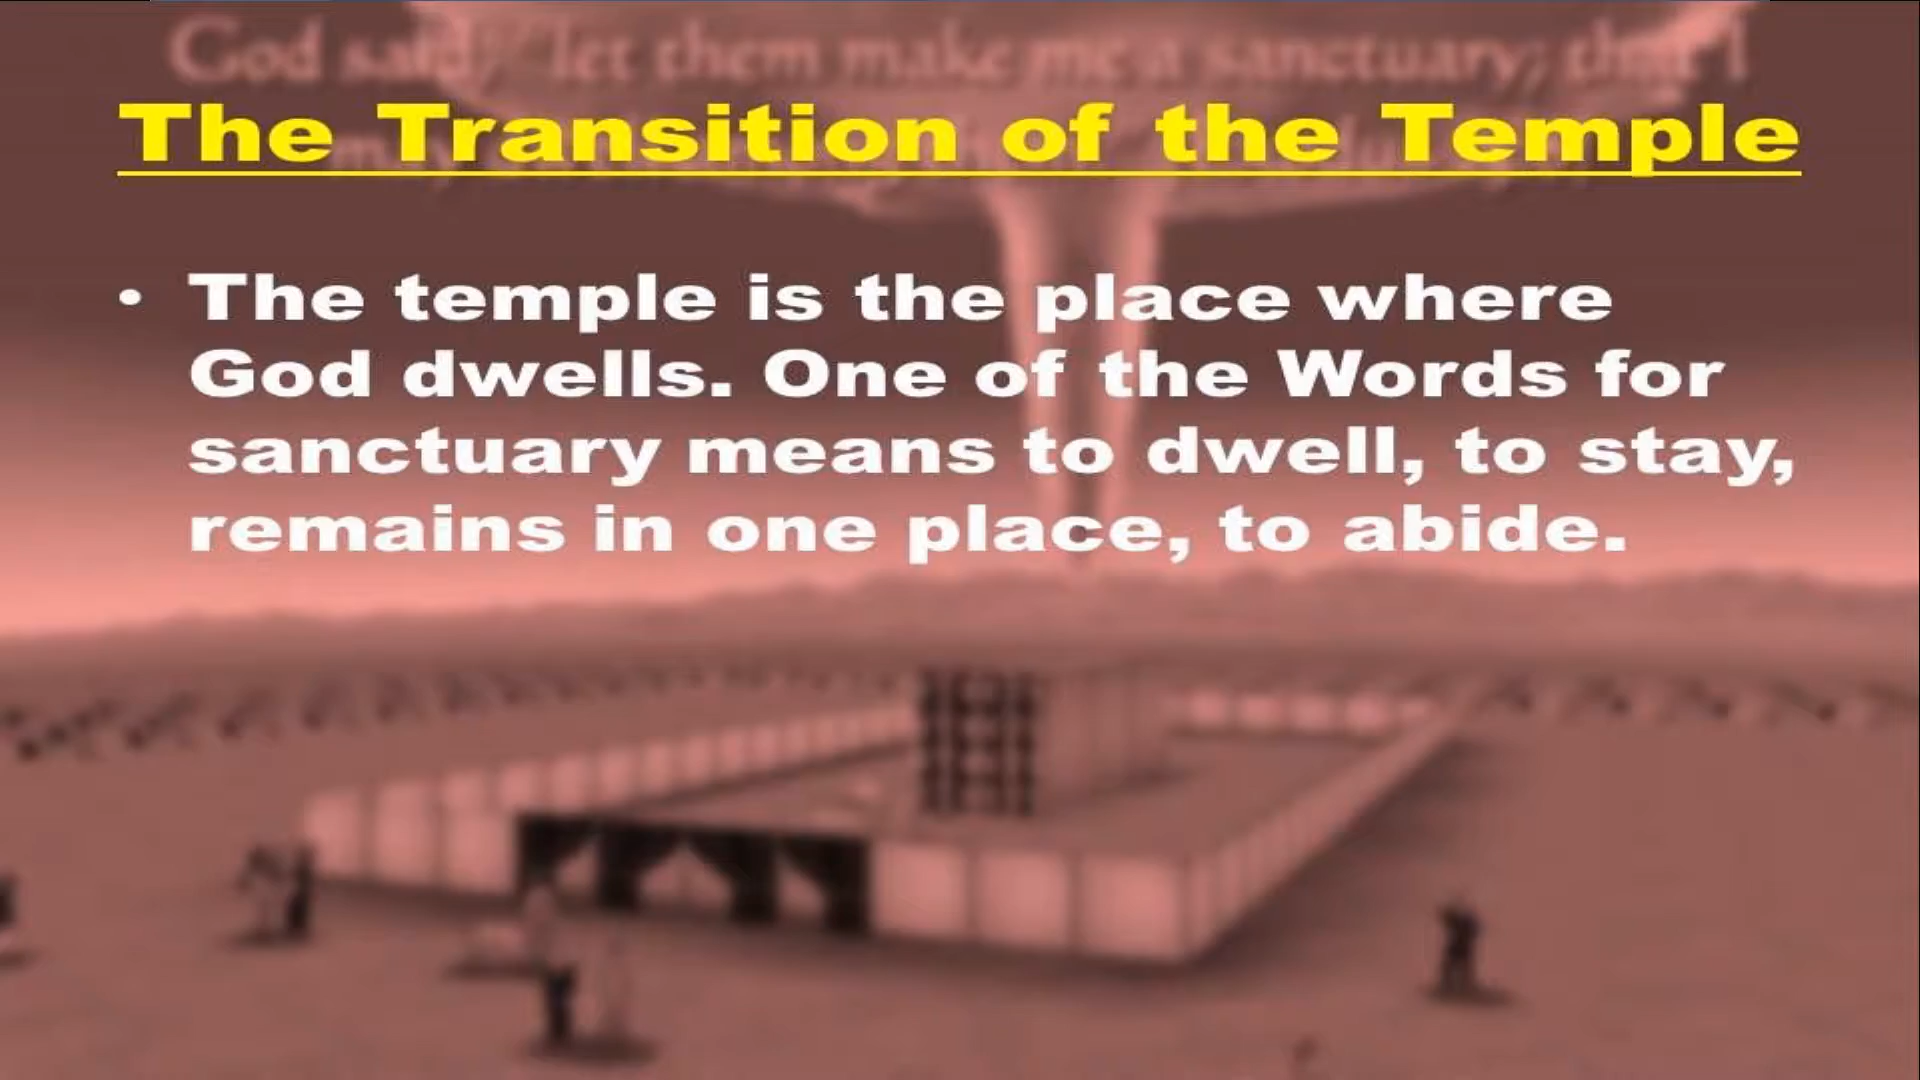 God said, let them make me a sanctuary; that I
The Transition of the Temple
• The temple is the place where
God dwells. One of the Words for
sanctuary means to dwell, to stay,
remains in one place, to abide.